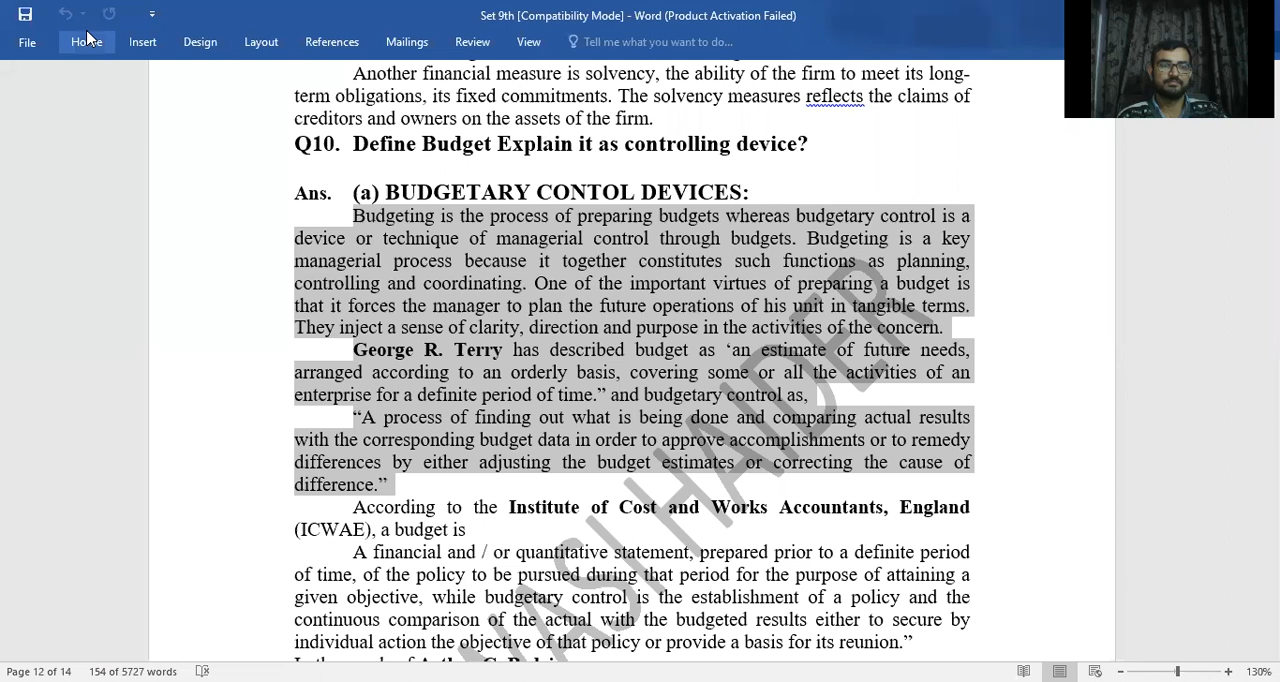 Set 9th [Compatibility Mode] - Word (Product Activation Failed)
File Home Insert Design Layout References Mailings Review View Tell me what you want to do...
Another financial measure is solvency, the ability of the firm to meet its long-
term obligations, its fixed commitments. The solvency measures reflects the claims of
creditors and owners on the assets of the firm.
Q10. Define Budget Explain it as controlling device?
Ans. (a) BUDGETARY CONTOL DEVICES:
Budgeting is the process of preparing budgets whereas budgetary control is a
device or technique of managerial control through budgets. Budgeting is a key
managerial process because it together constitutes such functions as planning,
controlling and coordinating. One of the important virtues of preparing a budget is
that it forces the manager to plan the future operations of his unit in tangible terms.
They inject a sense of clarity, direction and purpose in the activities of the concern.
George R. Terry has described budget as ‘an estimate of future needs,
arranged according to an orderly basis, covering some or all the activities of an
enterprise for a definite period of time.” and budgetary control as,
“A process of finding out what is being done and comparing actual results
with the corresponding budget data in order to approve accomplishments or to remedy
differences by either adjusting the budget estimates or correcting the cause of
difference.”
According to the Institute of Cost and Works Accountants, England
(ICWAE), a budget is
A financial and / or quantitative statement, prepared prior to a definite period
of time, of the policy to be pursued during that period for the purpose of attaining a
given objective, while budgetary control is the establishment of a policy and the
continuous comparison of the actual with the budgeted results either to secure by
individual action the objective of that policy or provide a basis for its reunion.”
WASI HAIDER
Page 12 of 14 154 of 5727 words 130%